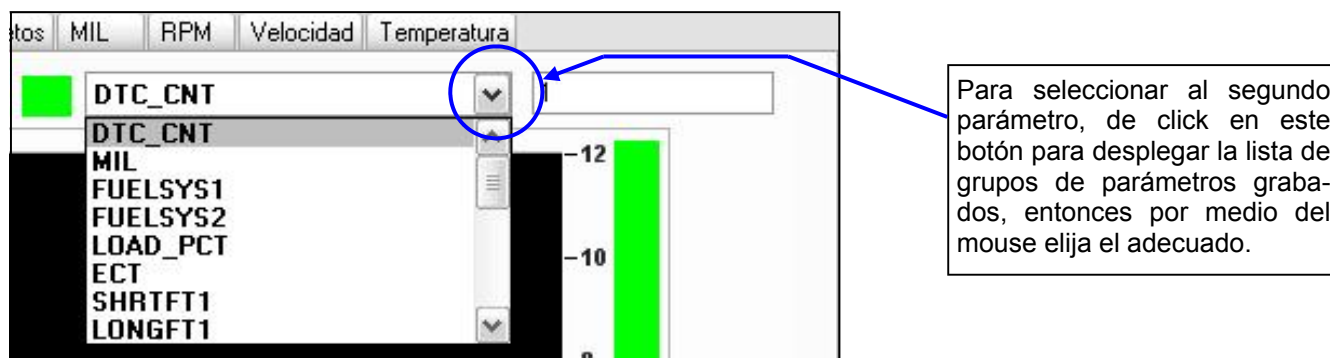 tos MIL RPM Velocidad Temperatura
DTC_CNT 1
DTC_CNT
MIL
FUELSYS1
FUELSYS2
LOAD_PCT
ECT
SHRTFT1
LONGFT1
12
10
8
Para seleccionar al segundo
parámetro, de click en este
botón para desplegar la lista de
grupos de parámetros graba-
dos, entonces por medio del
mouse elija el adecuado.